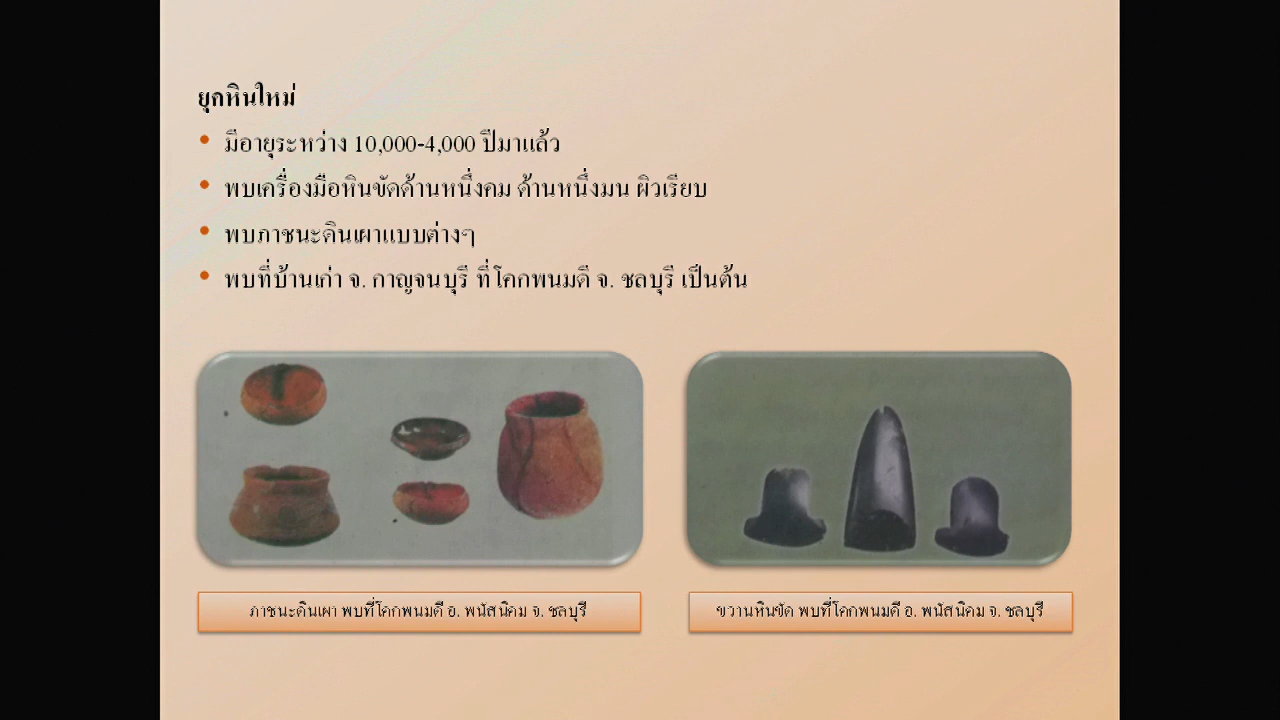 ยุคหินใหม่
• มีอายุระหว่าง 10,000-4,000 ปีมาแล้ว
• พบเครื่องมือหินขัดด้านหนึ่งคม ด้านหนึ่งมน ผิวเรียบ
• พบภาชนะดินเผาแบบต่างๆ
• พบที่บ้านเก่า จ. กาญจนบุรี ที่โคกพนมดี จ. ชลบุรี เป็นต้น
ภาชนะดินเผา พบที่โคกพนมดี อ. พนัสนิคม จ. ชลบุรี
ขวานหินขัด พบที่โคกพนมดี อ. พนัสนิคม จ. ชลบุรี